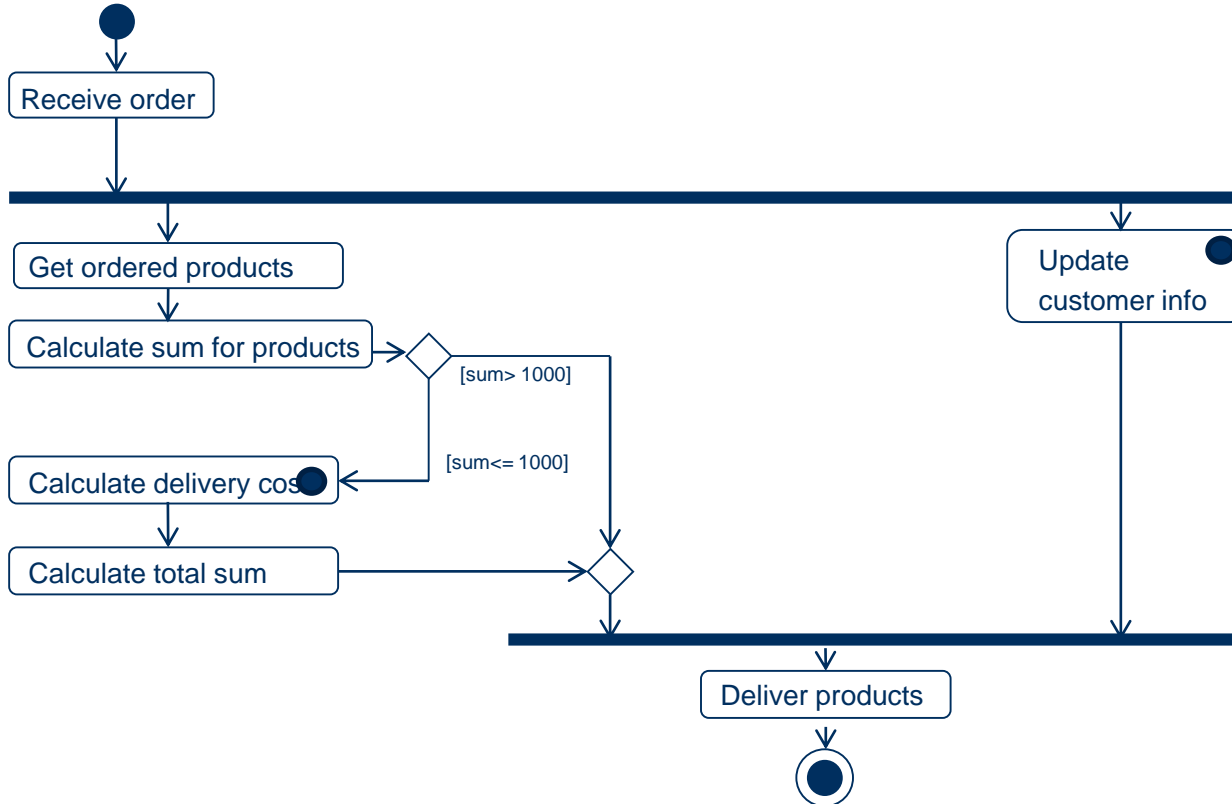 Receive order
Get ordered products
Update
customer info
Calculate sum for products
[sum> 1000]
[sum<= 1000]
Calculate delivery cos
Calculate total sum
Deliver products